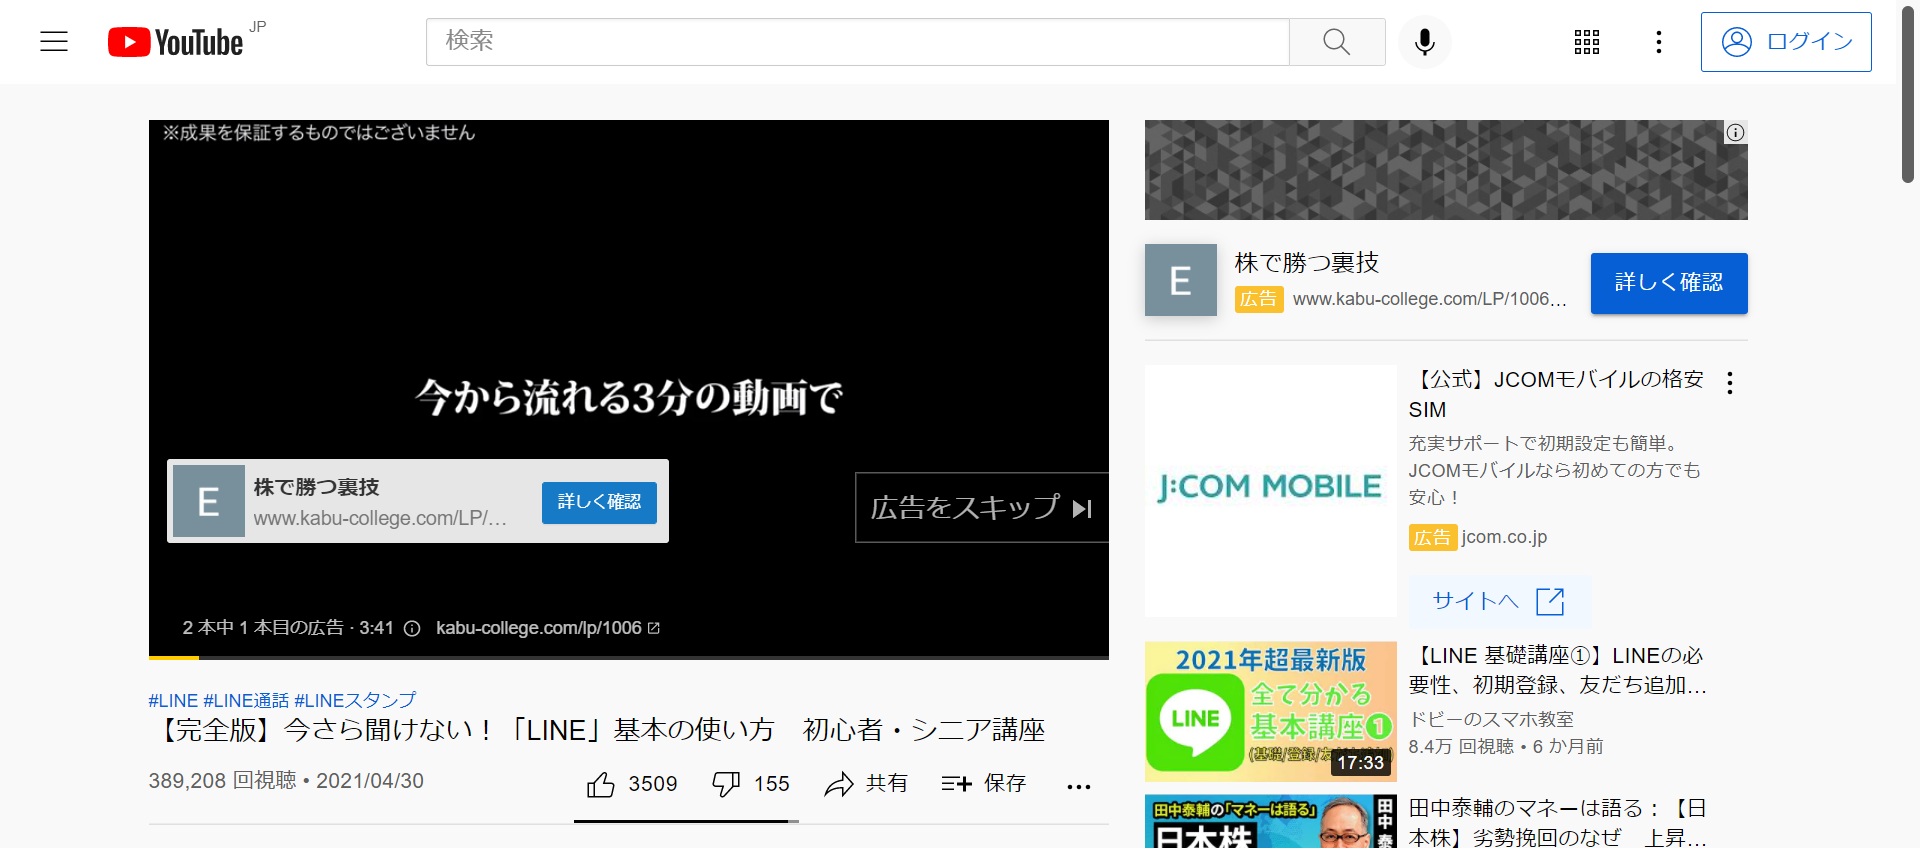 YouTube JP
検索
ログイン
※成果を保証するものではございません
今から流れる3分の動画で
E
株で勝つ裏技
www.kabu-college.com/LP/...
詳しく確認
広告をスキップ
2 本中 1 本目の広告 · 3:41
kabu-college.com/lp/1006
#LINE #LINE通話 #LINEスタンプ
【完全版】今さら聞けない！「LINE」基本の使い方　初心者・シニア講座
389,208 回視聴 • 2021/04/30
3509
155
共有
保存
E
株で勝つ裏技
広告 www.kabu-college.com/LP/1006...
詳しく確認
J:COM MOBILE
【公式】JCOMモバイルの格安
SIM
充実サポートで初期設定も簡単。
JCOMモバイルなら初めての方でも
安心！
広告 jcom.co.jp
サイトへ
2021年超最新版
LINE
全て分かる
基本講座①
17:33
【LINE 基礎講座①】LINEの必
要性、初期登録、友だち追加...
ドビーのスマホ教室
8.4万 回視聴 • 6 か月前
田中泰輔の「マネーは語る」
日本株
田中泰
田中泰輔のマネーは語る：【日
本株】劣勢挽回のなぜ　上昇...